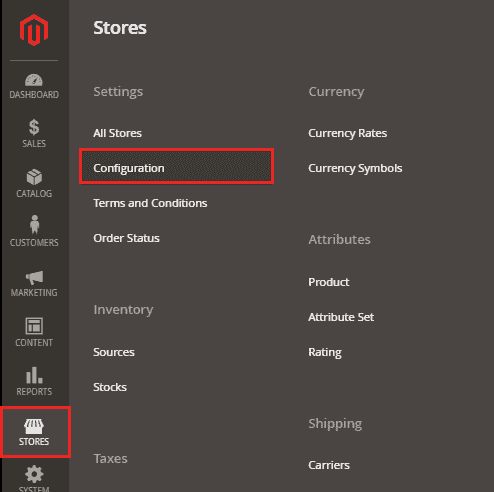 Stores
DASHBOARD
SALES
CATALOG
CUSTOMERS
MARKETING
CONTENT
REPORTS
STORES
SYSTEM
Settings
All Stores
Configuration
Terms and Conditions
Order Status
Inventory
Sources
Stocks
Taxes
Currency
Currency Rates
Currency Symbols
Attributes
Product
Attribute Set
Rating
Shipping
Carriers